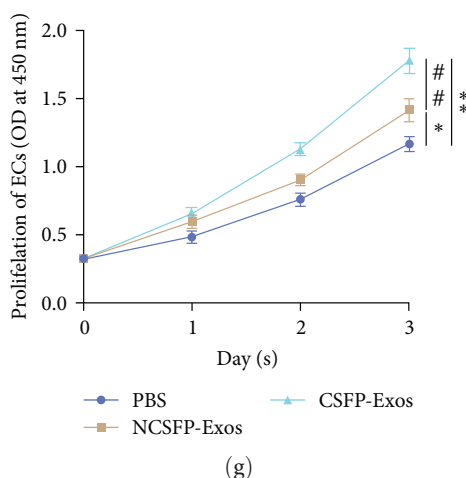 Prolifelation of ECs (OD at 450 nm)
2.0
1.5
1.0
0.5
0.0
0 1 2 3
Day (s)
# # * **
PBS
CSFP-Exos
NCSFP-Exos
(g)